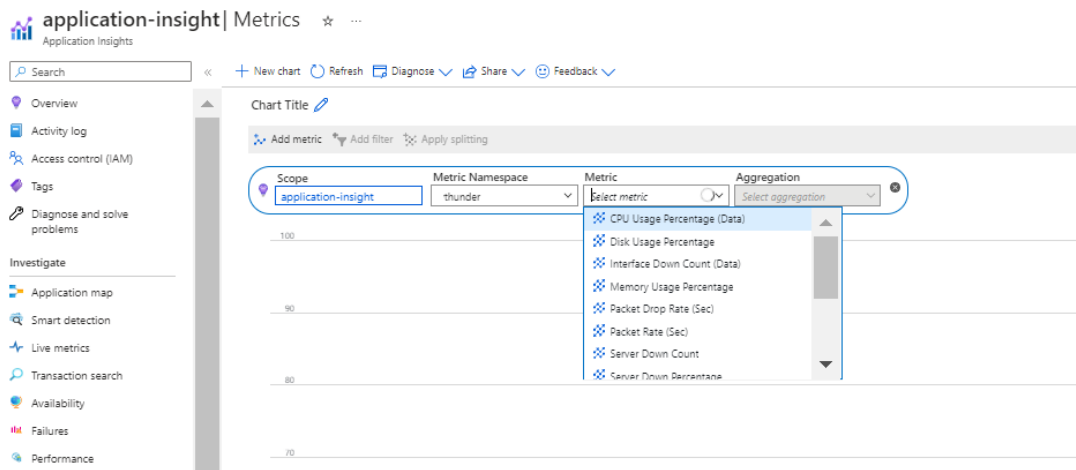 application-insight | Metrics
Application Insights
Search
Overview
Activity log
Access control (IAM)
Tags
Diagnose and solve
problems
Investigate
Application map
Smart detection
Live metrics
Transaction search
Availability
Failures
Performance
New chart Refresh Diagnose Share Feedback
Chart Title
Add metric Add filter Apply splitting
Scope Metric Namespace Metric Aggregation
application-insight thunder Select metric Select aggregation
CPU Usage Percentage (Data)
Disk Usage Percentage
Interface Down Count (Data)
Memory Usage Percentage
Packet Drop Rate (Sec)
Packet Rate (Sec)
Server Down Count
Server Down Percentage
100
90
80
70